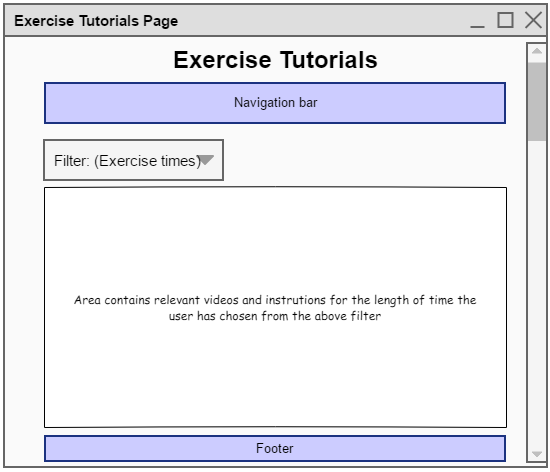 Exercise Tutorials Page
Exercise Tutorials
Navigation bar
Filter: (Exercise times)
Area contains relevant videos and instrutions for the length of time the
user has chosen from the above filter
Footer